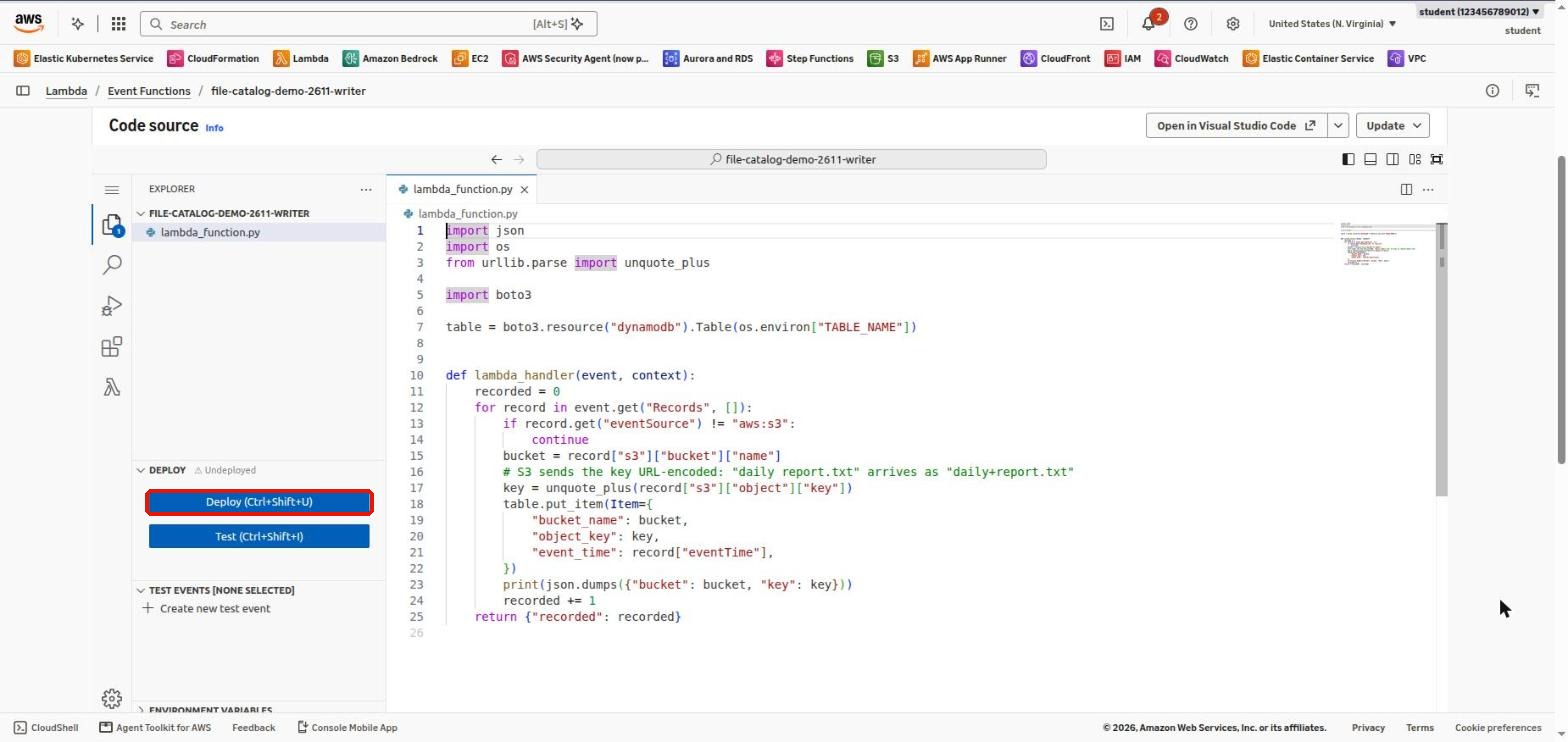 aws
Search [Alt+S]
2
United States (N. Virginia) ▼
student (123456789012) ▼
student
Elastic Kubernetes Service CloudFormation Lambda Amazon Bedrock EC2 AWS Security Agent (now p... Aurora and RDS Step Functions S3 AWS App Runner CloudFront IAM CloudWatch Elastic Container Service VPC
Lambda / Event Functions / file-catalog-demo-2611-writer
Code source Info
Open in Visual Studio Code
Update
file-catalog-demo-2611-writer
EXPLORER
FILE-CATALOG-DEMO-2611-WRITER
lambda_function.py
1
DEPLOY Undeployed
Deploy (Ctrl+Shift+U)
Test (Ctrl+Shift+I)
TEST EVENTS [NONE SELECTED]
+ Create new test event
ENVIRONMENT VARIABLES
lambda_function.py
lambda_function.py
1 import json
2 import os
3 from urllib.parse import unquote_plus
4
5 import boto3
6
7 table = boto3.resource("dynamodb").Table(os.environ["TABLE_NAME"])
8
9
10 def lambda_handler(event, context):
11     recorded = 0
12     for record in event.get("Records", []):
13         if record.get("eventSource") != "aws:s3":
14             continue
15         bucket = record["s3"]["bucket"]["name"]
16         # S3 sends the key URL-encoded: "daily report.txt" arrives as "daily+report.txt"
17         key = unquote_plus(record["s3"]["object"]["key"])
18         table.put_item(Item={
19             "bucket_name": bucket,
20             "object_key": key,
21             "event_time": record["eventTime"],
22         })
23         print(json.dumps({"bucket": bucket, "key": key}))
24         recorded += 1
25     return {"recorded": recorded}
26
CloudShell Agent Toolkit for AWS Feedback Console Mobile App
© 2026, Amazon Web Services, Inc. or its affiliates. Privacy Terms Cookie preferences